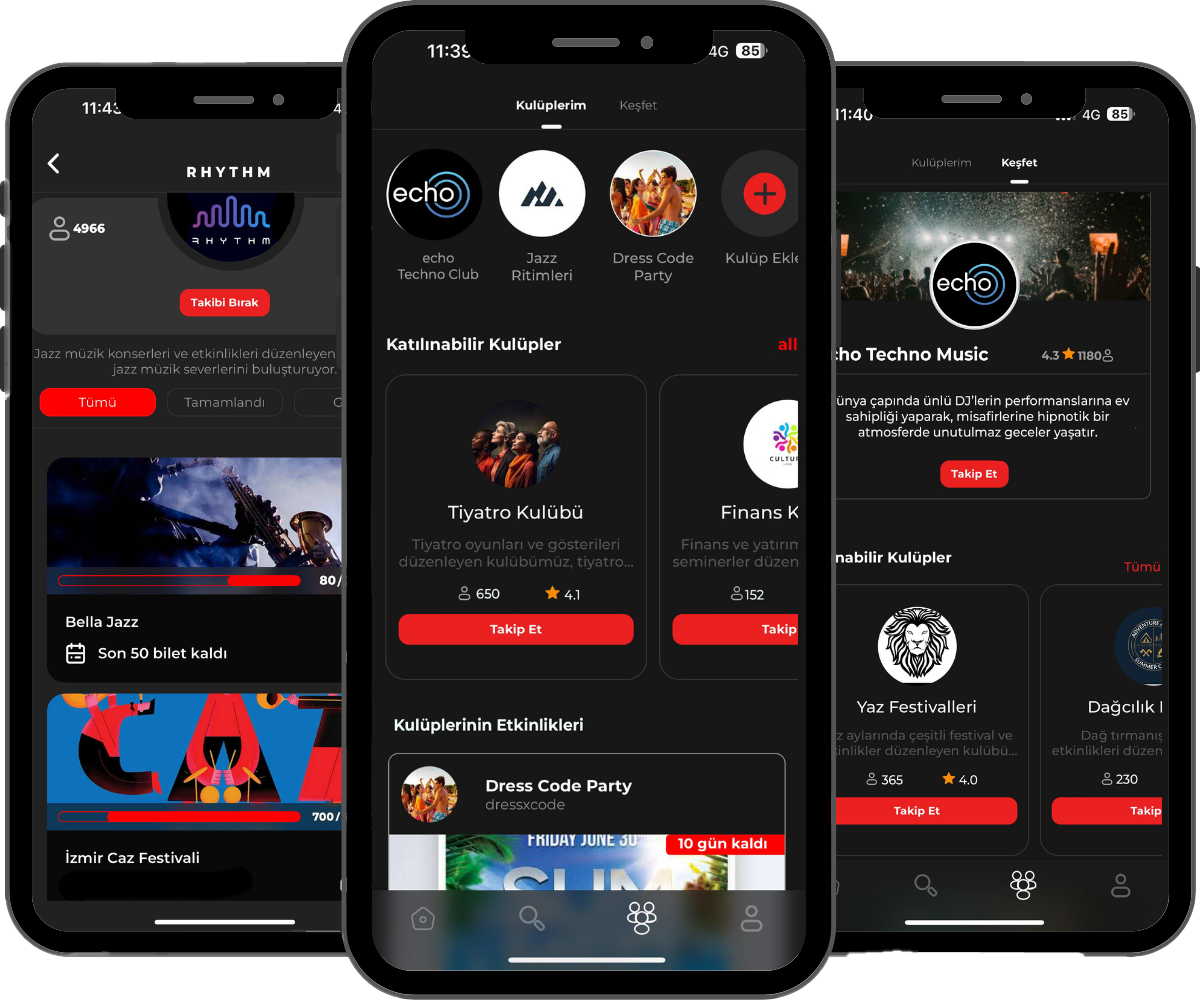 11:43
RHYTHM
4966
RHYTHM
Takibi Bırak
Jazz müzik konserleri ve etkinlikleri düzenleyen
jazz müzik severlerini buluşturuyor.
Tümü
Tamamlandı
80/
Bella Jazz
Son 50 bilet kaldı
CAZ
700/
İzmir Caz Festivali
11:39
4G 85
Kulüplerim
Keşfet
echo
echo
Techno Club
Jazz
Ritimleri
Dress Code
Party
Kulüp Ekle
Katılınabilir Kulüpler
all
Tiyatro Kulübü
Tiyatro oyunları ve gösterileri
düzenleyen kulübümüz, tiyatro...
650
4.1
Takip Et
Finans K
Finans ve yatırım
seminerler düzen
152
Takip
Kulüplerinin Etkinlikleri
Dress Code Party
dressxcode
FRIDAY JUNE 30
10 gün kaldı
SUM
11:40
4G 85
Kulüplerim
Keşfet
echo
cho Techno Music
4.3
1180
ünya çapında ünlü DJ'lerin performanslarına ev
sahipliği yaparak, misafirlerine hipnotik bir
atmosferde unutulmaz geceler yaşatır.
Takip Et
nabilir Kulüpler
Tümü
Yaz Festivalleri
z aylarında çeşitli festival ve
kinlikler düzenleyen kulübü...
365
4.0
Takip Et
Dağcılık
Dağ tırmanış
etkinlikleri düzen
230
Takip